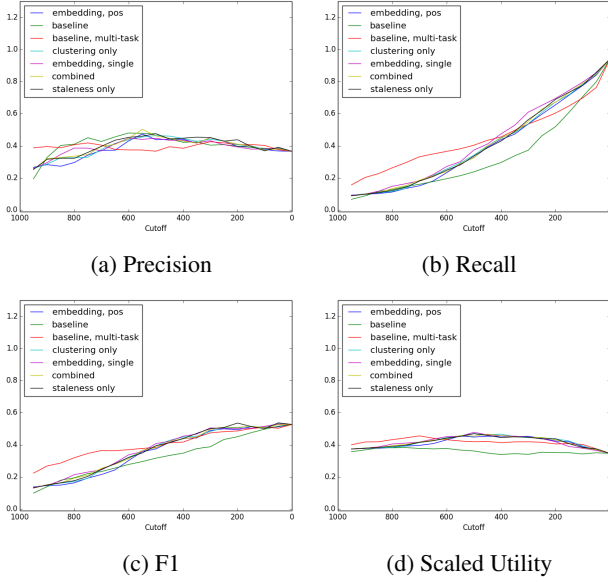 1.2
1.0
0.8
0.6
0.4
0.2
0.0
1000 800 600 400 200 0
Cutoff
embedding, pos
baseline
baseline, multi-task
clustering only
embedding, single
combined
staleness only
(a) Precision
1.2
1.0
0.8
0.6
0.4
0.2
0.0
1000 800 600 400 200 0
Cutoff
embedding, pos
baseline
baseline, multi-task
clustering only
embedding, single
combined
staleness only
(b) Recall
1.2
1.0
0.8
0.6
0.4
0.2
0.0
1000 800 600 400 200 0
Cutoff
embedding, pos
baseline
baseline, multi-task
clustering only
embedding, single
combined
staleness only
(c) F1
1.2
1.0
0.8
0.6
0.4
0.2
0.0
1000 800 600 400 200 0
Cutoff
embedding, pos
baseline
baseline, multi-task
clustering only
embedding, single
combined
staleness only
(d) Scaled Utility